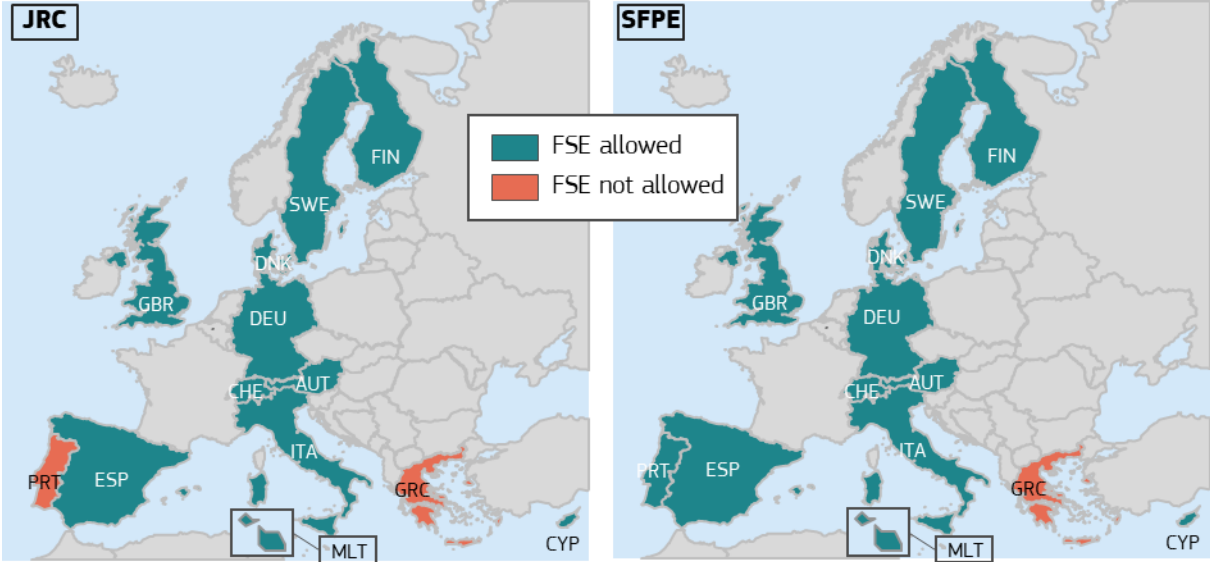 JRC
SFPE
FSE allowed
FSE not allowed
FIN
SWE
DNK
GBR
DEU
CHE
AUT
ITA
PRT
ESP
GRC
MLT
CYP
FIN
SWE
DNK
GBR
DEU
CHE
AUT
ITA
PRT
ESP
GRC
MLT
CYP